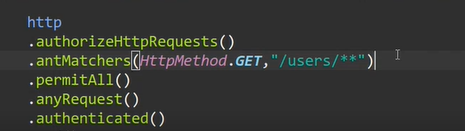 http
.authorizeHttpRequests()
.antMatchers(HttpMethod.GET,"/users/**")
.permitAll()
.anyRequest()
.authenticated()